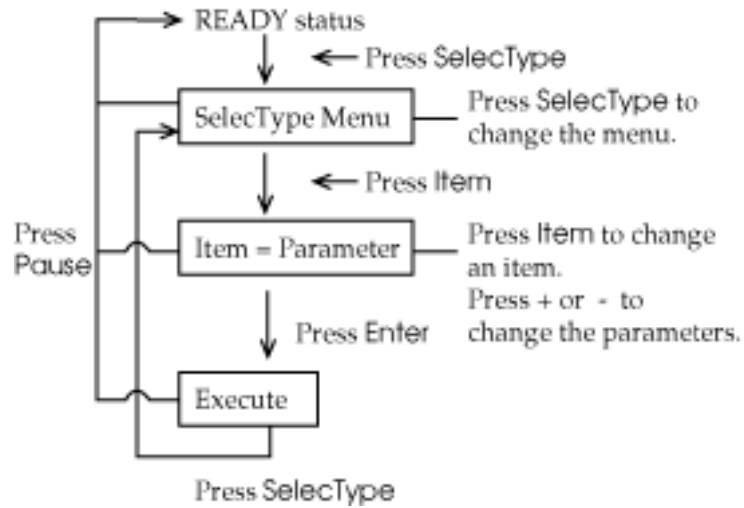 READY status
Press SelecType
SelecType Menu
Press SelecType to
change the menu.
Press Item
Press
Pause
Item = Parameter
Press Item to change
an item.
Press + or - to
change the parameters.
Press Enter
Execute
Press SelecType